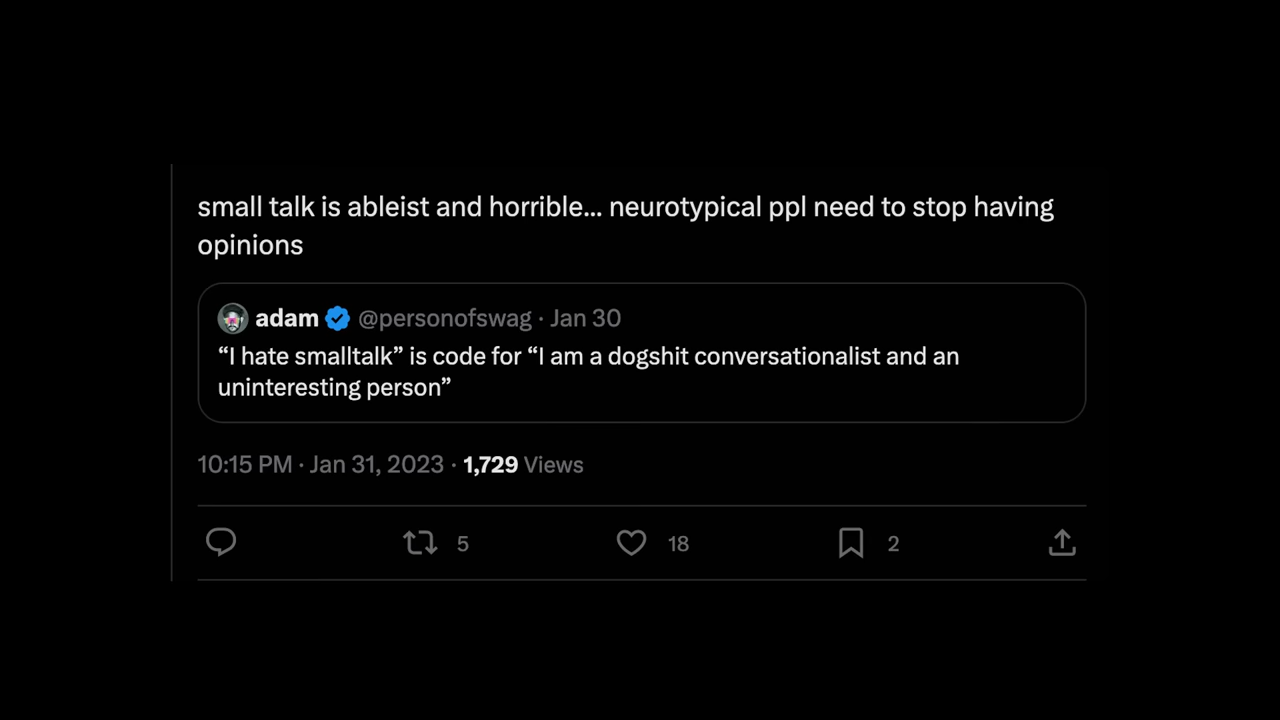 small talk is ableist and horrible... neurotypical ppl need to stop having
opinions
adam @personofswag · Jan 30
“I hate smalltalk” is code for “I am a dogshit conversationalist and an
uninteresting person”
10:15 PM · Jan 31, 2023 · 1,729 Views
5 18 2